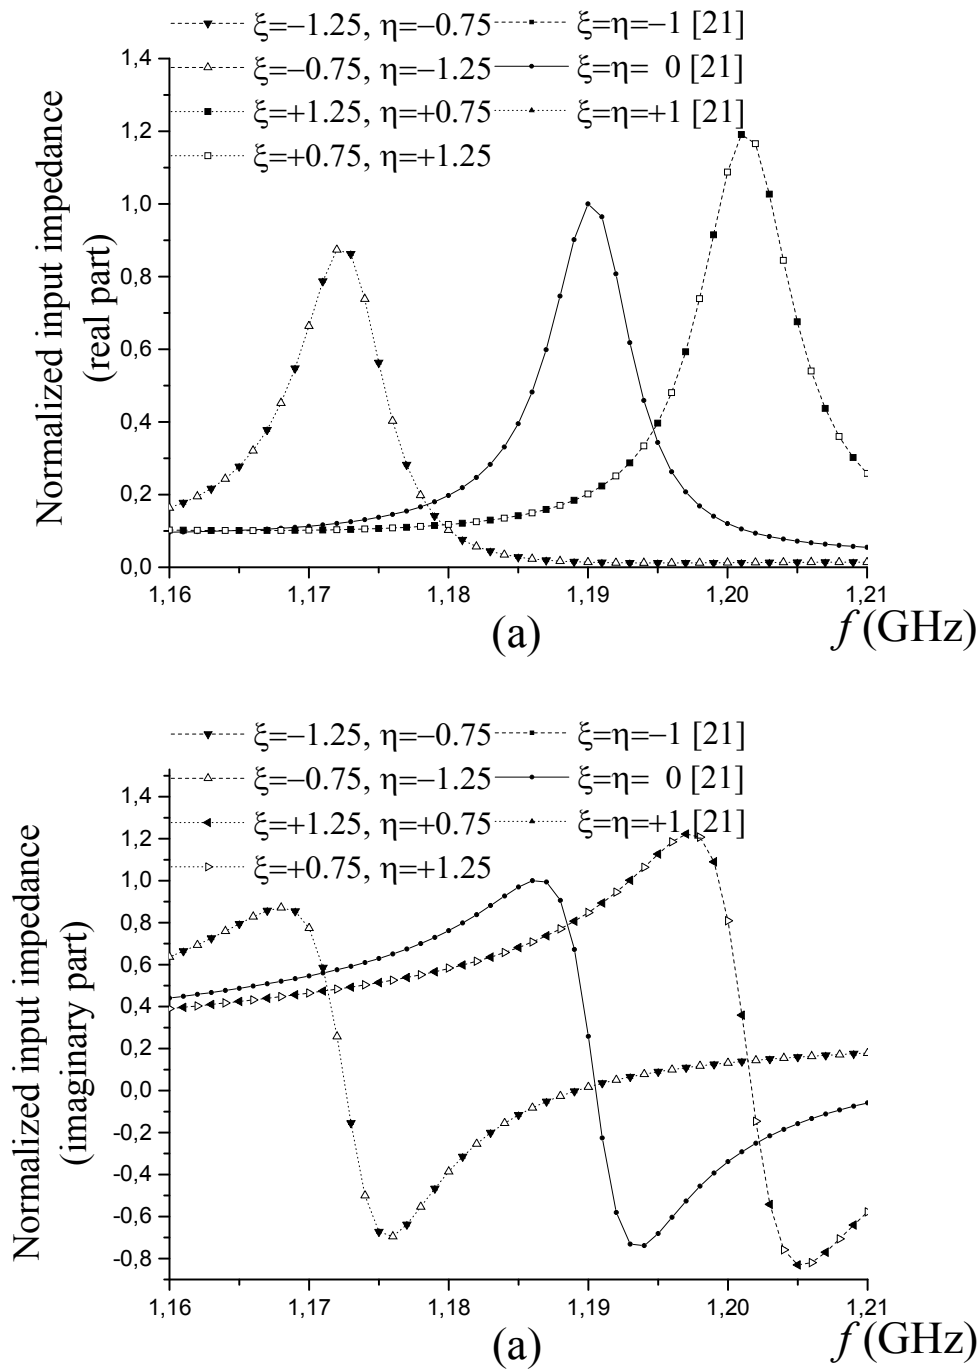 ξ=−1.25, η=−0.75
ξ=η=−1 [21]
ξ=−0.75, η=−1.25
ξ=η= 0 [21]
ξ=+1.25, η=+0.75
ξ=η=+1 [21]
ξ=+0.75, η=+1.25
Normalized input impedance
(real part)
1,4
1,2
1,0
0,8
0,6
0,4
0,2
0,0
1,16
1,17
1,18
1,19
1,20
1,21
(a)
f (GHz)
ξ=−1.25, η=−0.75
ξ=η=−1 [21]
ξ=−0.75, η=−1.25
ξ=η= 0 [21]
ξ=+1.25, η=+0.75
ξ=η=+1 [21]
ξ=+0.75, η=+1.25
Normalized input impedance
(imaginary part)
1,4
1,2
1,0
0,8
0,6
0,4
0,2
0,0
-0,2
-0,4
-0,6
-0,8
1,16
1,17
1,18
1,19
1,20
1,21
(a)
f (GHz)